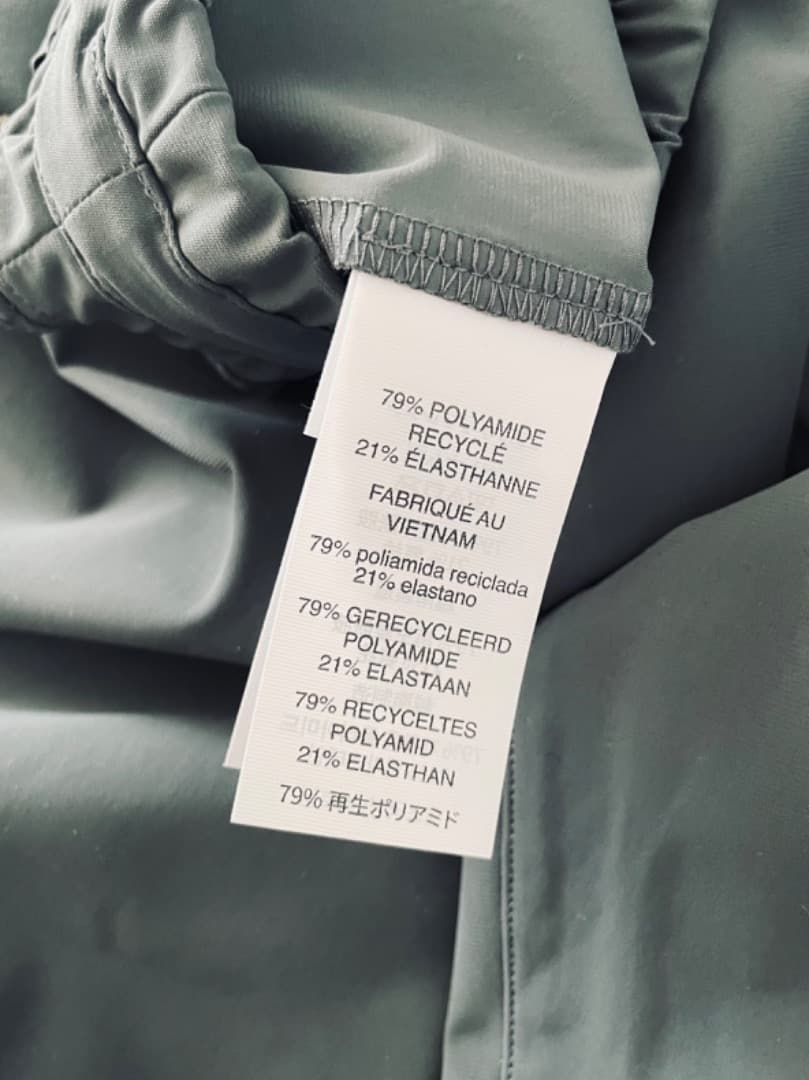 79% POLYAMIDE
RECYCLÉ
21% ÉLASTHANNE
FABRIQUÉ AU
VIETNAM
79% poliamida reciclada
21% elastano
79% GERECYCLEERD
POLYAMIDE
21% ELASTAAN
79% RECYCELTES
POLYAMID
21% ELASTHAN
79% 再生ポリアミド